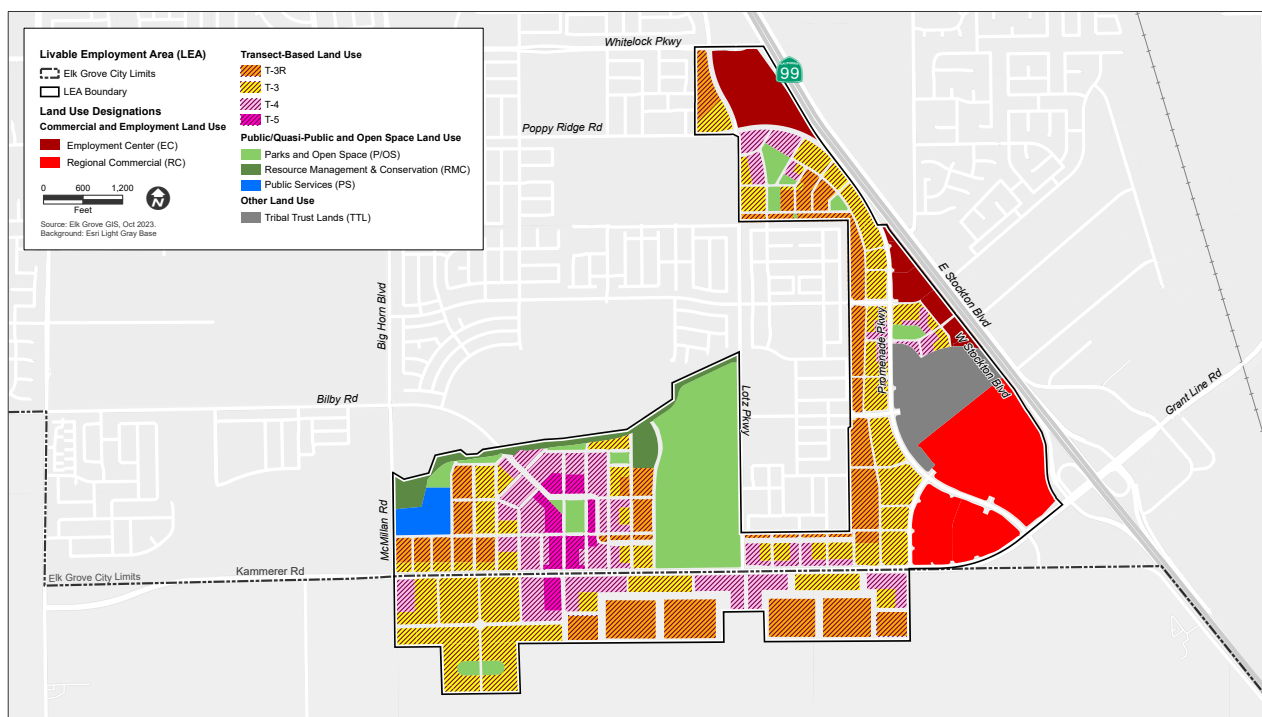 Livable Employment Area (LEA)
Elk Grove City Limits
LEA Boundary
Land Use Designations
Commercial and Employment Land Use
Employment Center (EC)
Regional Commercial (RC)
0 600 1,200
Feet
N
Source: Elk Grove GIS, Oct 2023.
Background: Esri Light Gray Base
Transect-Based Land Use
T-3R
T-3
T-4
T-5
Public/Quasi-Public and Open Space Land Use
Parks and Open Space (P/OS)
Resource Management & Conservation (RMC)
Public Services (PS)
Other Land Use
Tribal Trust Lands (TTL)
Whitelock Pkwy
99
Poppy Ridge Rd
Big Horn Blvd
E Stockton Blvd
W Stockton Blvd
Promenade Pkwy
Grant Line Rd
Lotz Pkwy
Bilby Rd
McMillan Rd
Elk Grove City Limits
Kammerer Rd